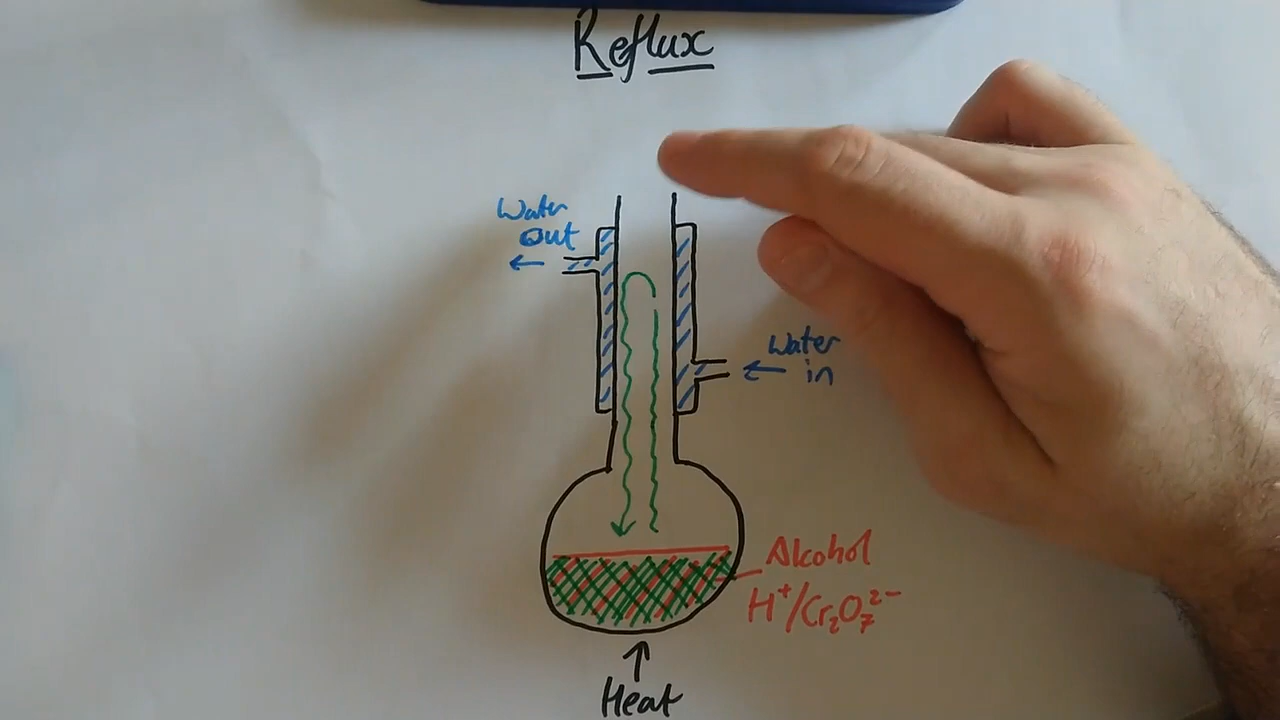 Reflux
Water
out
←
Water
← in
Alcohol
H⁺/Cr₂O₇²⁻
↑
Heat